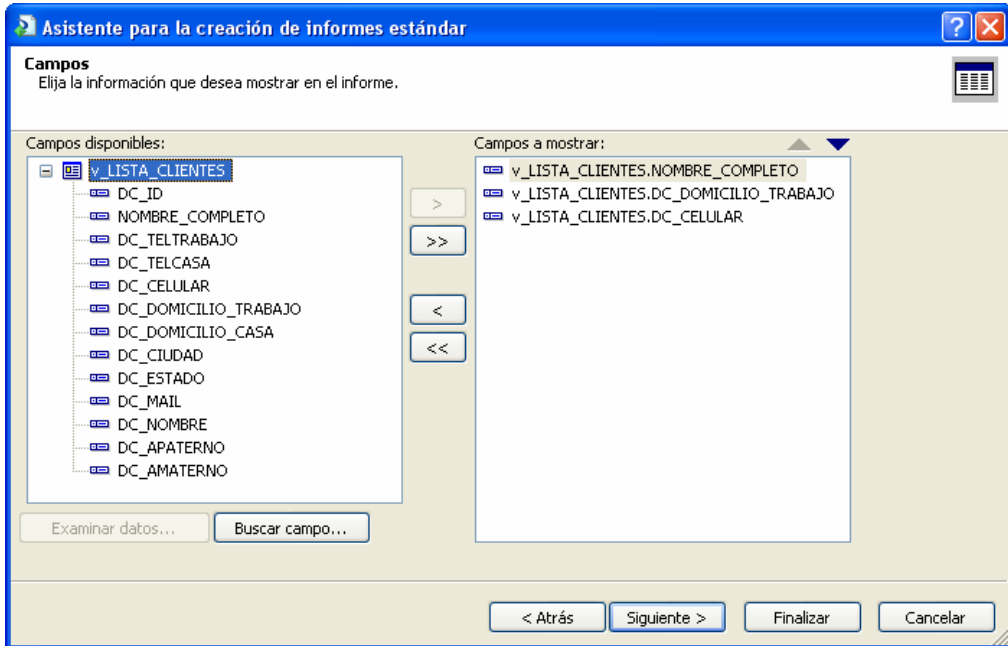 Asistente para la creación de informes estándar
Campos
Elija la información que desea mostrar en el informe.
Campos disponibles:
v_LISTA_CLIENTES
DC_ID
NOMBRE_COMPLETO
DC_TELTRABAJO
DC_TELCASA
DC_CELULAR
DC_DOMICILIO_TRABAJO
DC_DOMICILIO_CASA
DC_CIUDAD
DC_ESTADO
DC_MAIL
DC_NOMBRE
DC_APATERNO
DC_AMATERNO
Examinar datos...
Buscar campo...
>
>>
<
<<
Campos a mostrar:
v_LISTA_CLIENTES.NOMBRE_COMPLETO
v_LISTA_CLIENTES.DC_DOMICILIO_TRABAJO
v_LISTA_CLIENTES.DC_CELULAR
< Atrás
Siguiente >
Finalizar
Cancelar